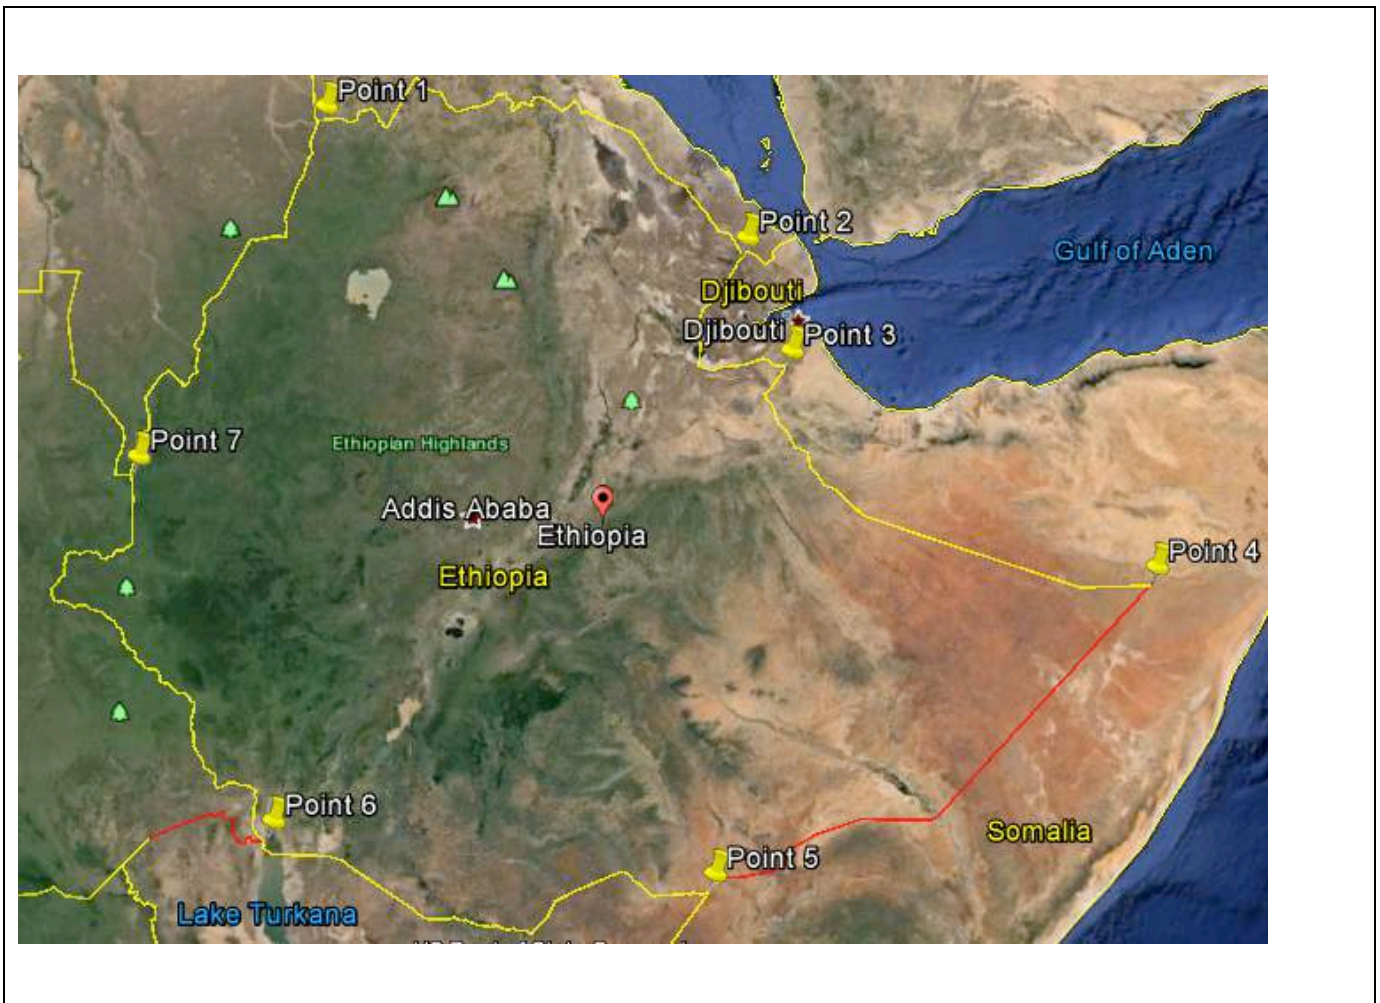 Point 1
Point 2
Gulf of Aden
Djibouti
Djibouti
Point 3
Point 7
Ethiopian Highlands
Addis Ababa
Ethiopia
Point 4
Ethiopia
Point 6
Somalia
Point 5
Lake Turkana